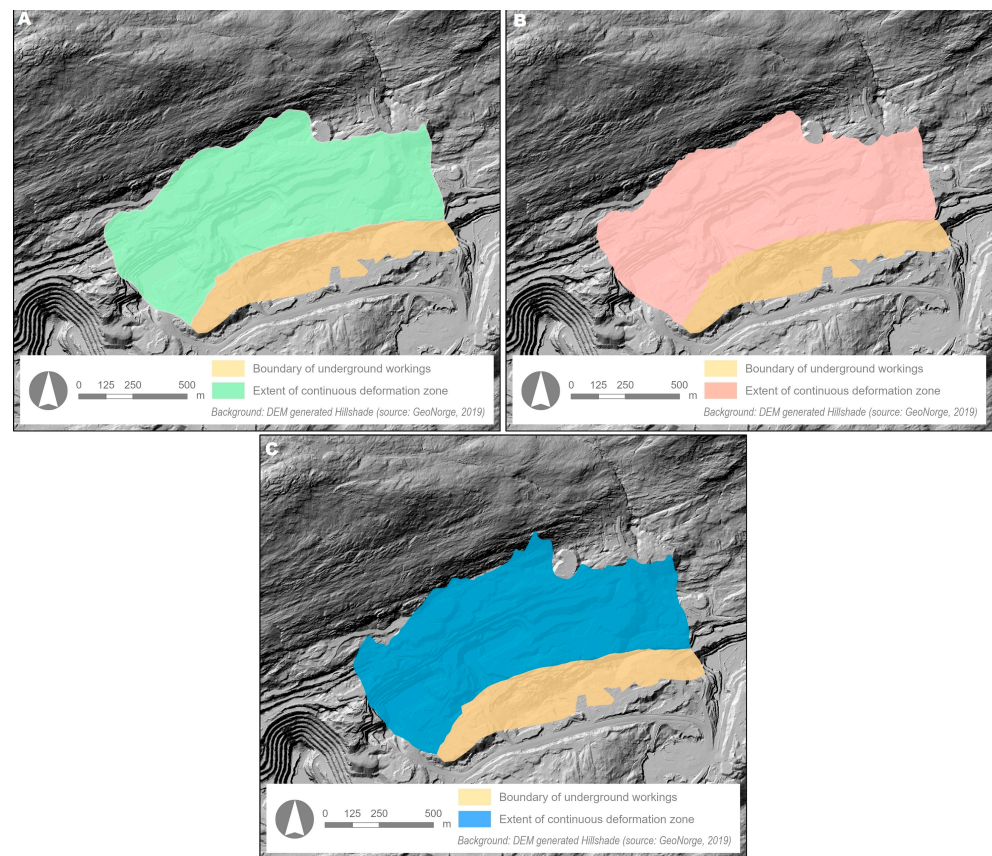 A
Boundary of underground workings
Extent of continuous deformation zone
0 125 250 500
m
Background: DEM generated Hillshade (source: GeoNorge, 2019)
B
Boundary of underground workings
Extent of continuous deformation zone
0 125 250 500
m
Background: DEM generated Hillshade (source: GeoNorge, 2019)
C
Boundary of underground workings
Extent of continuous deformation zone
0 125 250 500
m
Background: DEM generated Hillshade (source: GeoNorge, 2019)